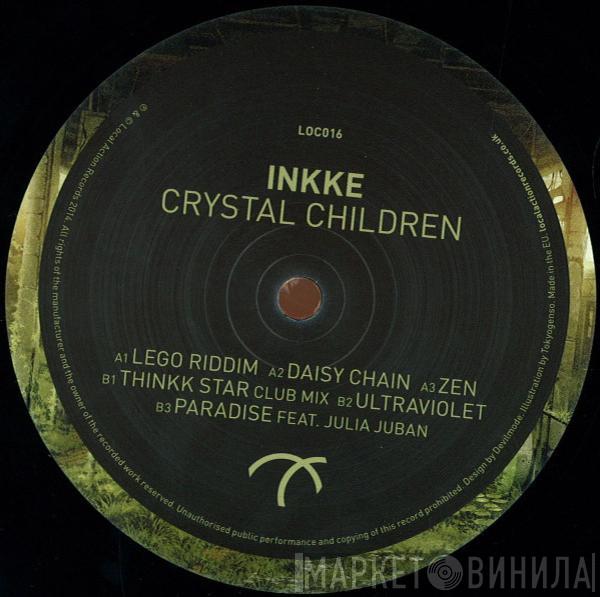 LOC016
INKKE
CRYSTAL CHILDREN
A1 LEGO RIDDIM A2 DAISY CHAIN A3 ZEN
B1 THINKK STAR CLUB MIX B2 ULTRAVIOLET
B3 PARADISE FEAT. JULIA JUBAN
℗ & © Local Action Records 2014. All rights of the manufacturer and the owner of the recorded work reserved. Unauthorised public performance and copying of this record prohibited. Design by Devilmode. Illustration by Tokyogenso. Made in the EU. localactionrecords.co.uk
МАРКЕТ ВИНИЛА